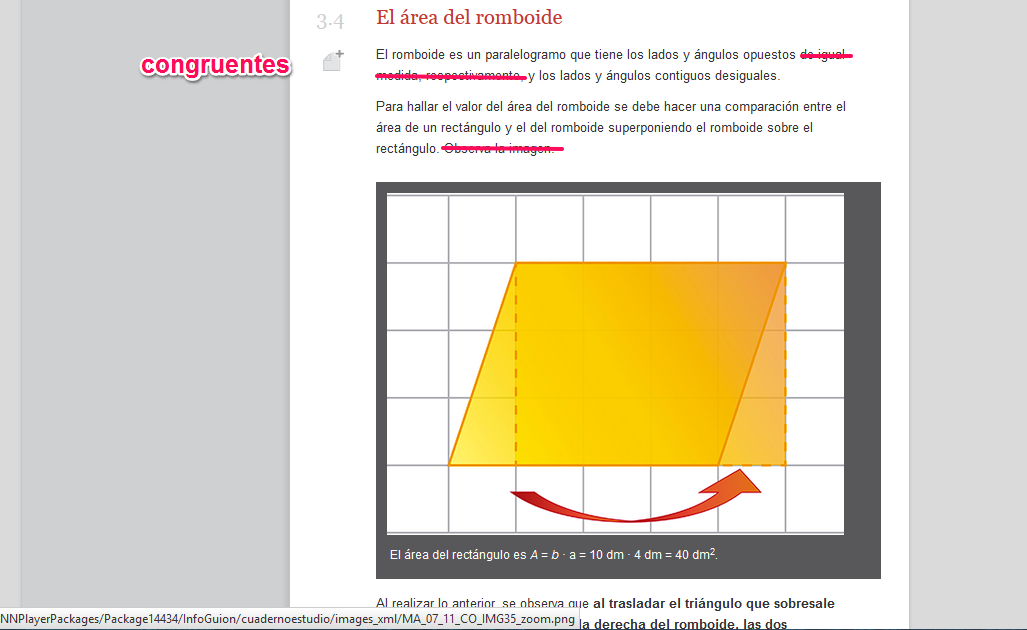 3.4 El área del romboide
congruentes
El romboide es un paralelogramo que tiene los lados y ángulos opuestos de igual
medida, respectivamente, y los lados y ángulos contiguos desiguales.
Para hallar el valor del área del romboide se debe hacer una comparación entre el
área de un rectángulo y el del romboide superponiendo el romboide sobre el
rectángulo. Observa la imagen.
El área del rectángulo es A = b · a = 10 dm · 4 dm = 40 dm².
Al realizar lo anterior, se observa que al trasladar el triángulo que sobresale
la derecha del romboide, las dos
NNPlayerPackages/Package14434/InfoGuion/cuadernoestudio/images_xml/MA_07_11_CO_IMG35_zoom.png